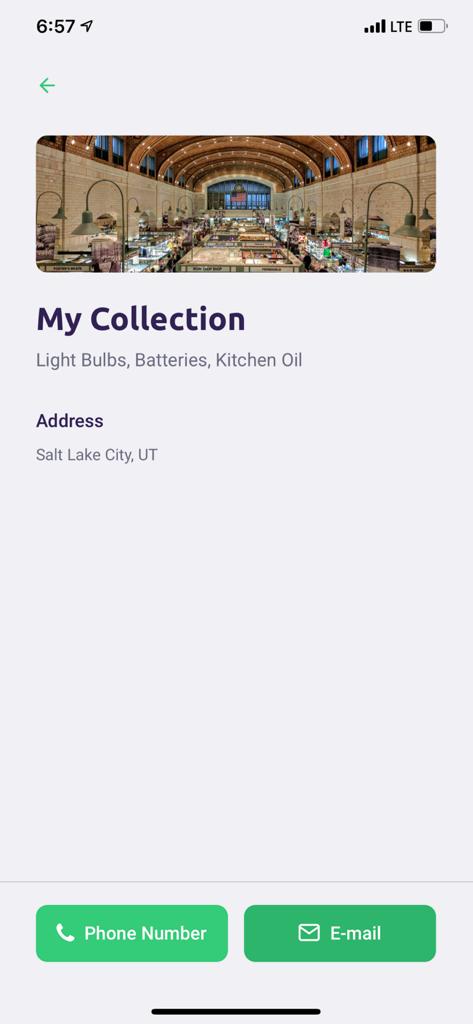 6:57
LTE
My Collection
Light Bulbs, Batteries, Kitchen Oil
Address
Salt Lake City, UT
Phone Number
E-mail